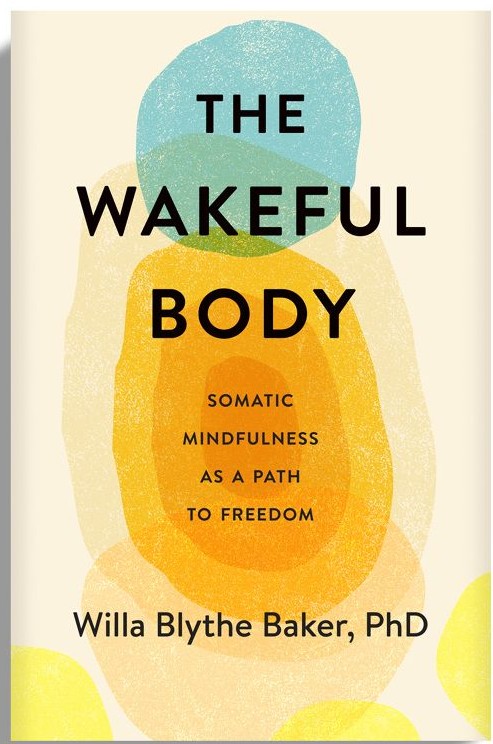 THE
WAKEFUL
BODY
SOMATIC
MINDFULNESS
AS A PATH
TO FREEDOM
Willa Blythe Baker, PhD